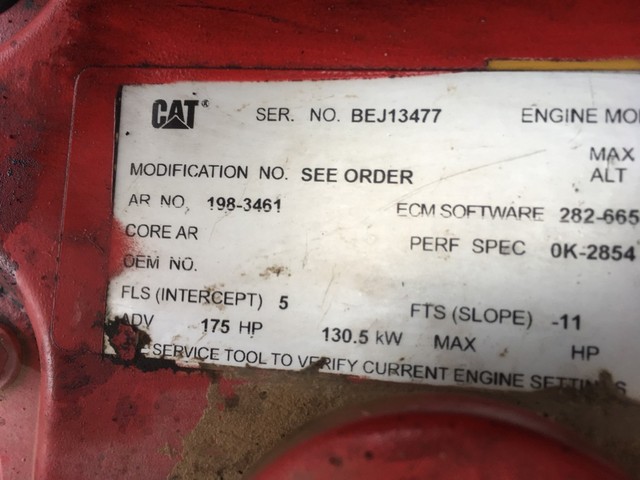 CAT® SER. NO. BEJ13477 ENGINE MO
MAX
MODIFICATION NO. SEE ORDER ALT
AR NO. 198-3461 ECM SOFTWARE 282-665
CORE AR PERF SPEC 0K-2854
OEM NO.
FLS (INTERCEPT) 5 FTS (SLOPE) -11
ADV 175 HP 130.5 kW MAX HP
SERVICE TOOL TO VERIFY CURRENT ENGINE SETTINGS